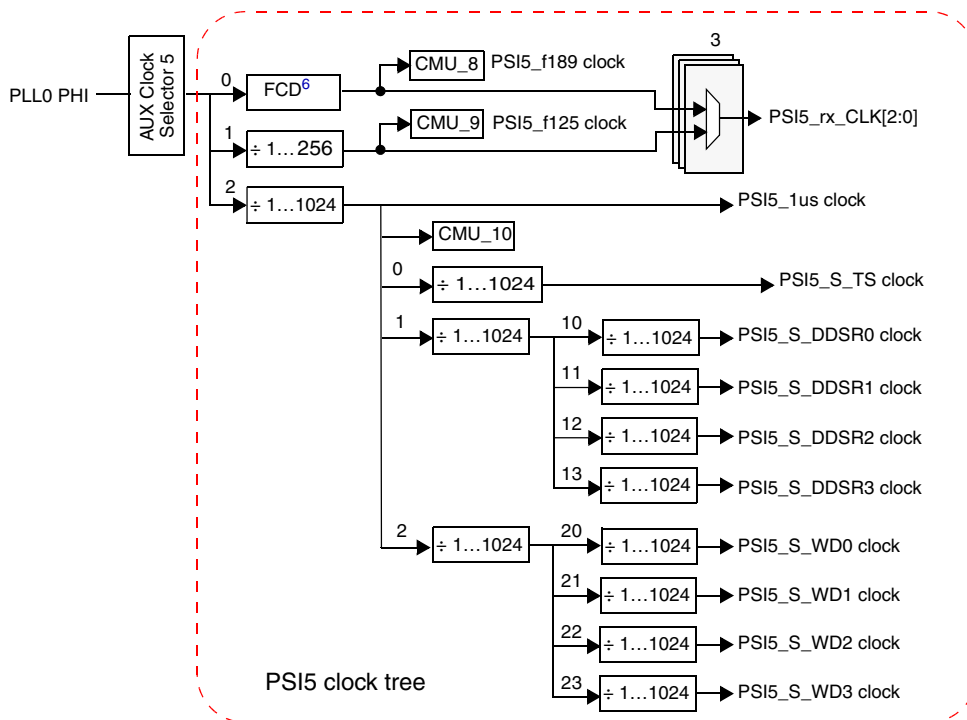 3
AUX Clock
Selector 5
PLL0 PHI
0
FCD6
CMU_8 PSI5_f189 clock
PSI5_rx_CLK[2:0]
1
÷ 1...256
CMU_9 PSI5_f125 clock
2
÷ 1...1024
PSI5_1us clock
CMU_10
0
÷ 1...1024
PSI5_S_TS clock
1
÷ 1...1024
10
÷ 1...1024
PSI5_S_DDSR0 clock
11
÷ 1...1024
PSI5_S_DDSR1 clock
12
÷ 1...1024
PSI5_S_DDSR2 clock
13
÷ 1...1024
PSI5_S_DDSR3 clock
2
÷ 1...1024
20
÷ 1...1024
PSI5_S_WD0 clock
21
÷ 1...1024
PSI5_S_WD1 clock
22
÷ 1...1024
PSI5_S_WD2 clock
23
÷ 1...1024
PSI5_S_WD3 clock
PSI5 clock tree